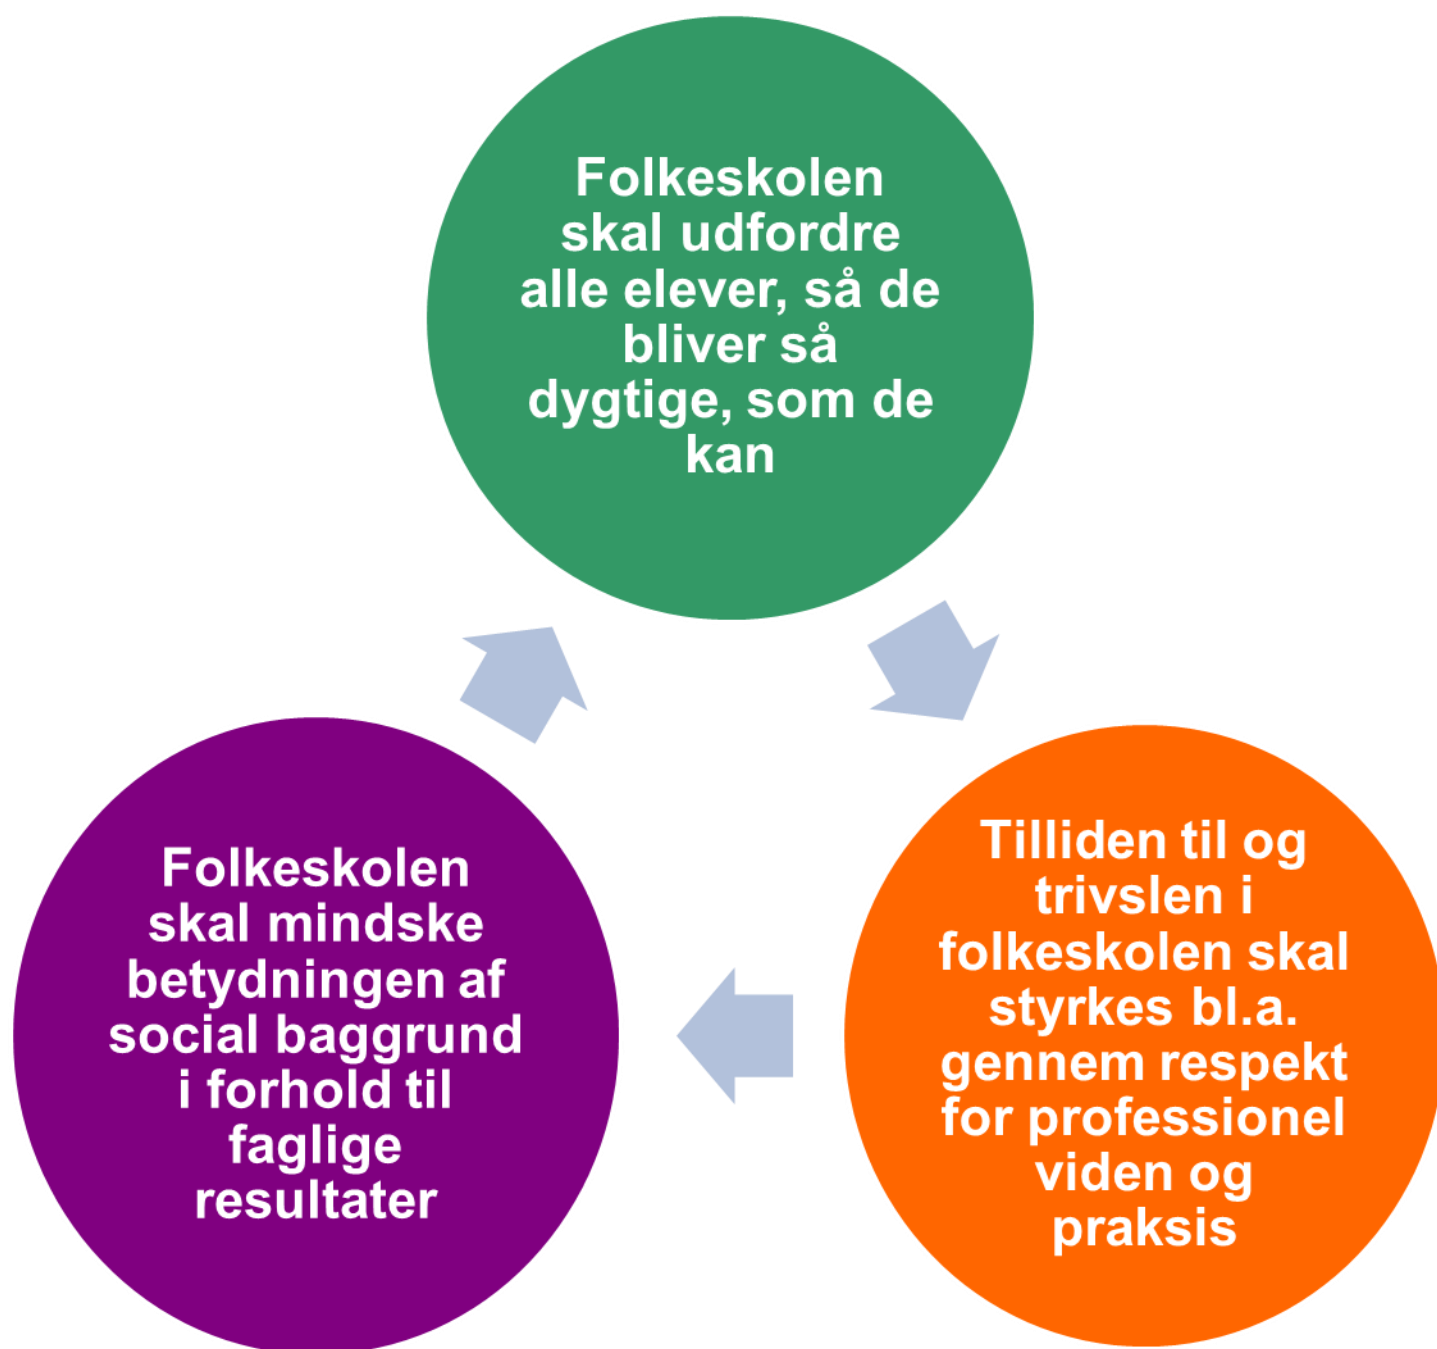 Folkeskolen
skal udfordre
alle elever, så de
bliver så
dygtige, som de
kan
Tilliden til og
trivslen i
folkeskolen skal
styrkes bl.a.
gennem respekt
for professionel
viden og
praksis
Folkeskolen
skal mindske
betydningen af
social baggrund
i forhold til
faglige
resultater